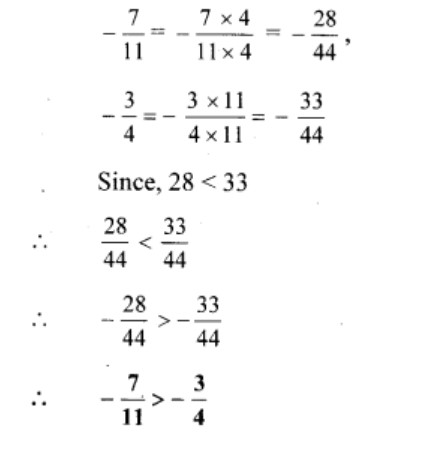 - 7/11 = - 7 × 4/11 × 4 = - 28/44 ,
- 3/4 = - 3 × 11/4 × 11 = - 33/44
Since, 28 < 33
∴ 28/44 < 33/44
∴ - 28/44 > - 33/44
∴ - 7/11 > - 3/4